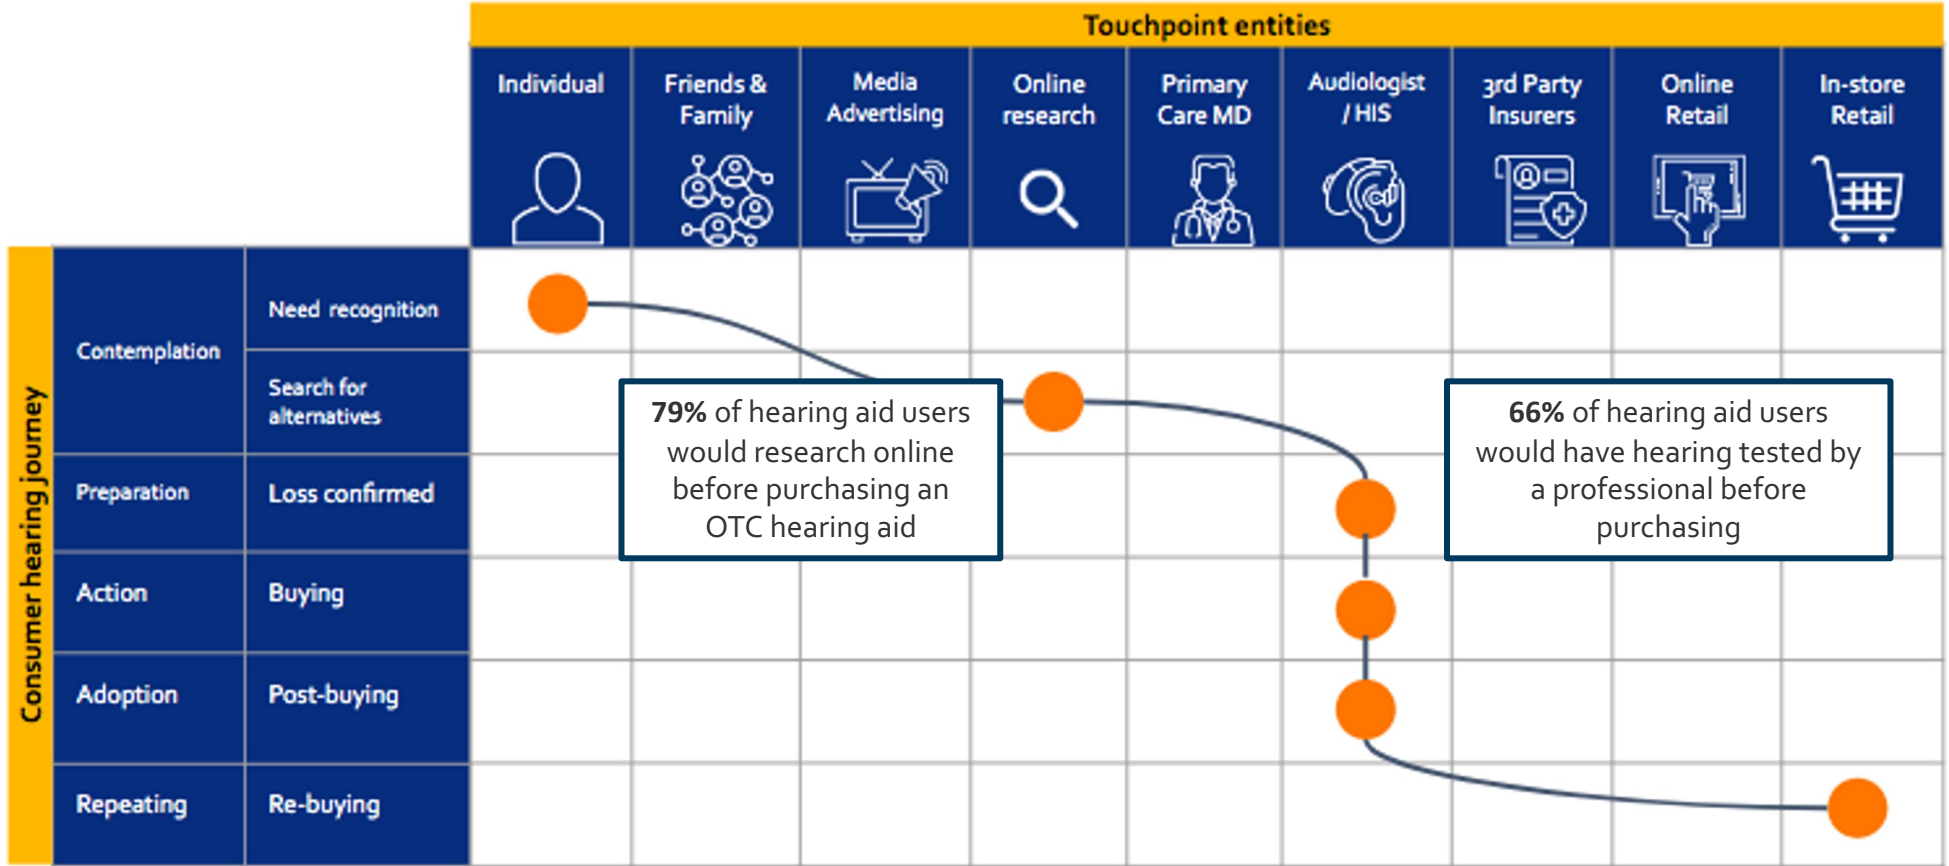 Touchpoint entities
Individual
Friends &
Family
Media
Advertising
Online
research
Primary
Care MD
Audiologist
/ HIS
3rd Party
Insurers
Online
Retail
In-store
Retail
Consumer hearing journey
Contemplation
Need recognition
Search for
alternatives
Preparation
Loss confirmed
Action
Buying
Adoption
Post-buying
Repeating
Re-buying
79% of hearing aid users
would research online
before purchasing an
OTC hearing aid
66% of hearing aid users
would have hearing tested by
a professional before
purchasing